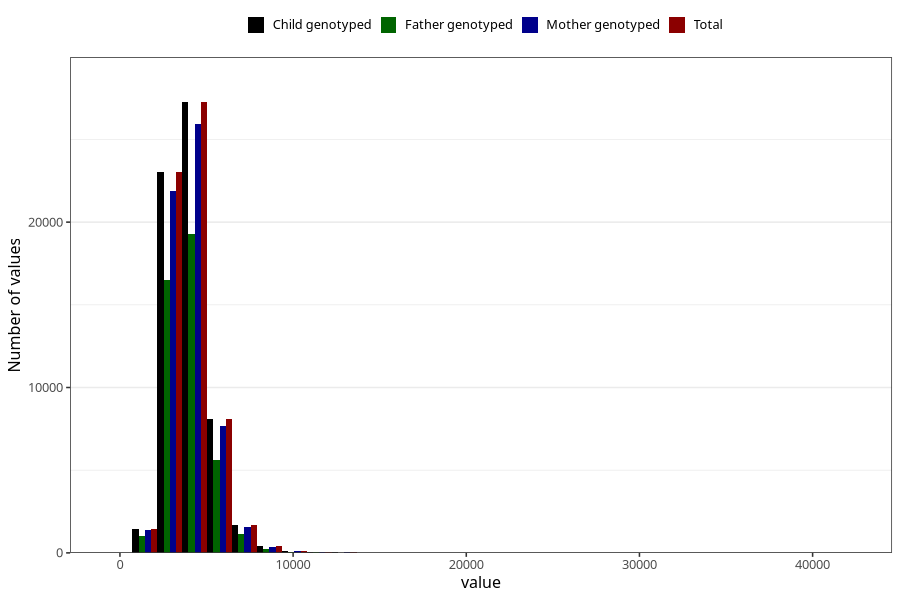 Child genotyped Father genotyped Mother genotyped Total
Number of values
20000
10000
0
0 10000 20000 30000 40000
value